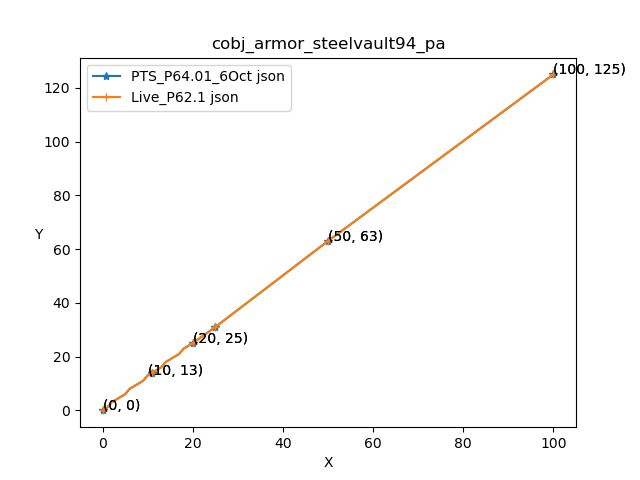 cobj_armor_steelvault94_pa
PTS_P64.01_6Oct json
Live_P62.1 json
(100, 125)
(50, 63)
(20, 25)
(10, 13)
(0, 0)
Y
120
100
80
60
40
20
0
0 20 40 60 80 100
X